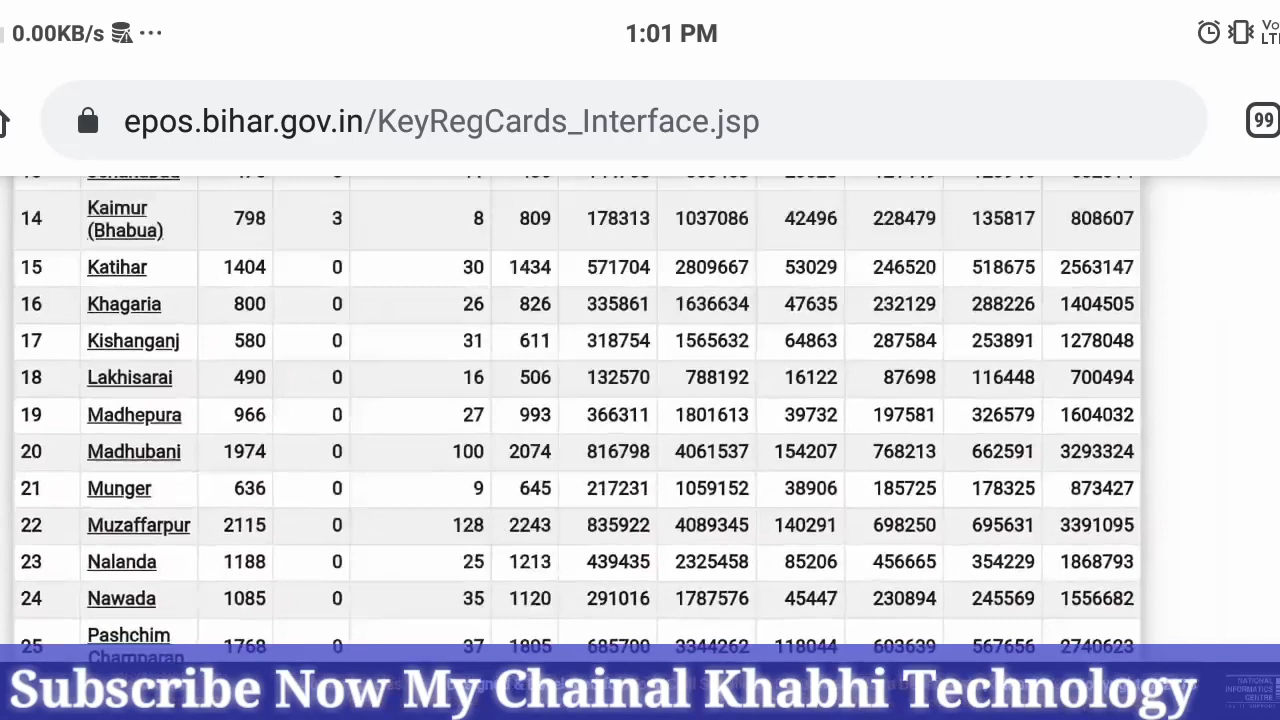 0.00KB/s ... 1:01 PM Vo
LTE
epos.bihar.gov.in/KeyRegCards_Interface.jsp 99
14 Kaimur (Bhabua) 798 3 8 809 178313 1037086 42496 228479 135817 808607
15 Katihar 1404 0 30 1434 571704 2809667 53029 246520 518675 2563147
16 Khagaria 800 0 26 826 335861 1636634 47635 232129 288226 1404505
17 Kishanganj 580 0 31 611 318754 1565632 64863 287584 253891 1278048
18 Lakhisarai 490 0 16 506 132570 788192 16122 87698 116448 700494
19 Madhepura 966 0 27 993 366311 1801613 39732 197581 326579 1604032
20 Madhubani 1974 0 100 2074 816798 4061537 154207 768213 662591 3293324
21 Munger 636 0 9 645 217231 1059152 38906 185725 178325 873427
22 Muzaffarpur 2115 0 128 2243 835922 4089345 140291 698250 695631 3391095
23 Nalanda 1188 0 25 1213 439435 2325458 85206 456665 354229 1868793
24 Nawada 1085 0 35 1120 291016 1787576 45447 230894 245569 1556682
25 Pashchim Champaran 1768 0 37 1805 685700 3344262 118044 603639 567656 2740623
Subscribe Now My Chainal Khabhi Technology
NATIONAL
INFORMATICS
CENTRE